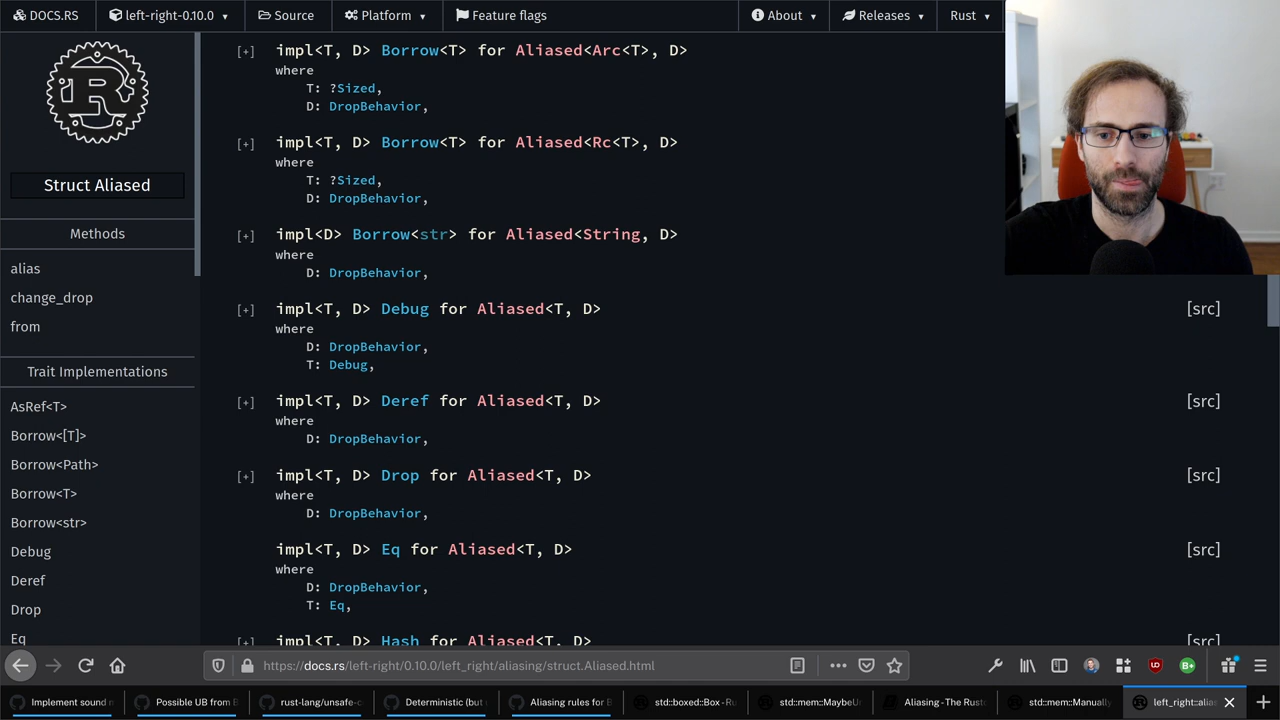 DOCS.RS left-right-0.10.0 Source Platform Feature flags About Releases Rust
Struct Aliased
Methods
alias
change_drop
from
Trait Implementations
AsRef<T>
Borrow<[T]>
Borrow<Path>
Borrow<T>
Borrow<str>
Debug
Deref
Drop
Eq
[+] impl<T, D> Borrow<T> for Aliased<Arc<T>, D>
where
T: ?Sized,
D: DropBehavior,
[+] impl<T, D> Borrow<T> for Aliased<Rc<T>, D>
where
T: ?Sized,
D: DropBehavior,
[+] impl<D> Borrow<str> for Aliased<String, D>
where
D: DropBehavior,
[+] impl<T, D> Debug for Aliased<T, D> [src]
where
D: DropBehavior,
T: Debug,
[+] impl<T, D> Deref for Aliased<T, D> [src]
where
D: DropBehavior,
[+] impl<T, D> Drop for Aliased<T, D> [src]
where
D: DropBehavior,
impl<T, D> Eq for Aliased<T, D> [src]
where
D: DropBehavior,
T: Eq,
[+] impl<T, D> Hash for Aliased<T, D> [src]
https://docs.rs/left-right/0.10.0/left_right/aliasing/struct.Aliased.html
Implement sound Possible UB from rust-lang/unsafe- Deterministic (but Aliasing rules for std::boxed::Box - std::mem::Maybe Aliasing - The std::mem::Manually left_right::alias